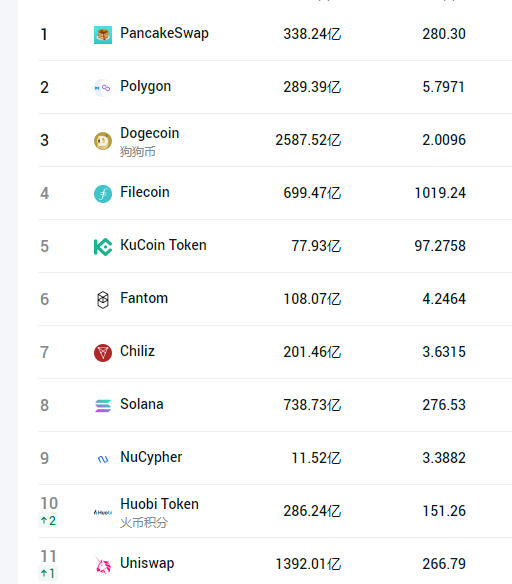 1 PancakeSwap 338.24亿 280.30
2 Polygon 289.39亿 5.7971
3 Dogecoin 2587.52亿 2.0096
狗狗币
4 Filecoin 699.47亿 1019.24
5 KuCoin Token 77.93亿 97.2758
6 Fantom 108.07亿 4.2464
7 Chiliz 201.46亿 3.6315
8 Solana 738.73亿 276.53
9 NuCypher 11.52亿 3.3882
10 Huobi Huobi Token 286.24亿 151.26
↑2 火币积分
11 Uniswap 1392.01亿 266.79
↑1